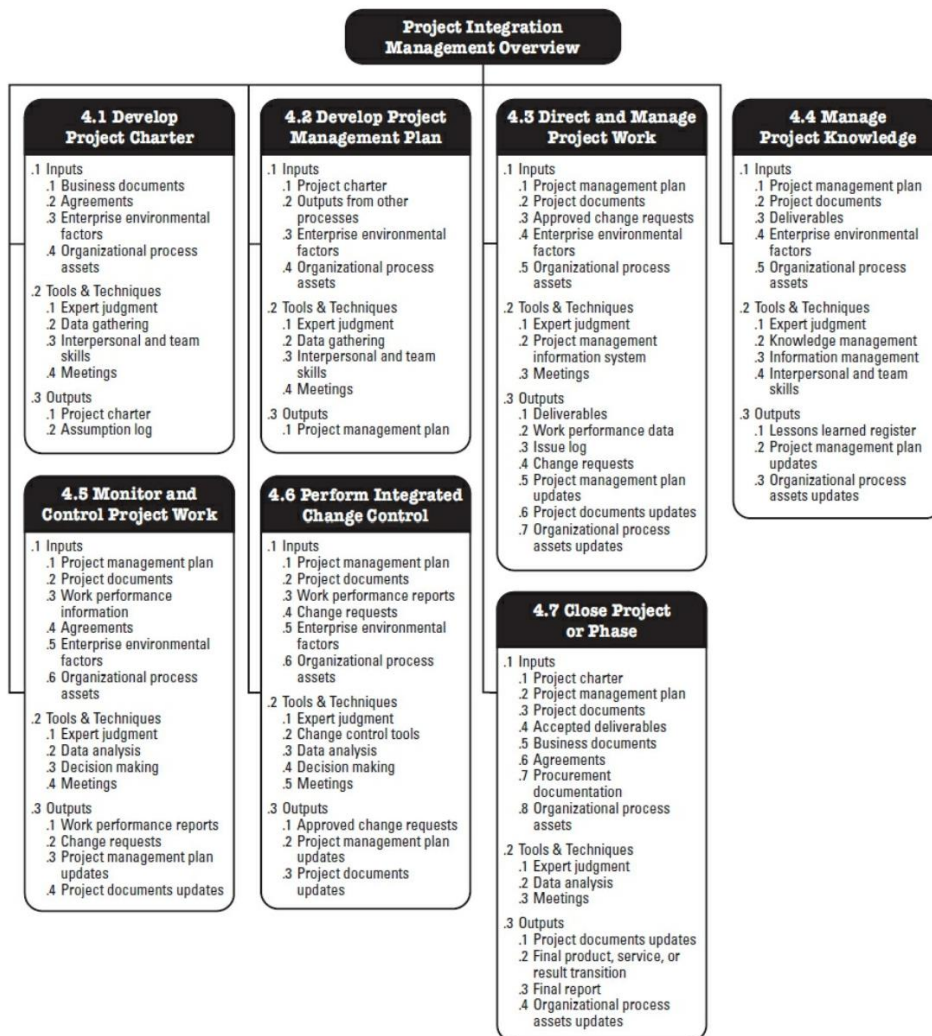 Project Integration
Management Overview
4.1 Develop
Project Charter
.1 Inputs
.1 Business documents
.2 Agreements
.3 Enterprise environmental
factors
.4 Organizational process
assets
.2 Tools & Techniques
.1 Expert judgment
.2 Data gathering
.3 Interpersonal and team
skills
.4 Meetings
.3 Outputs
.1 Project charter
.2 Assumption log
4.2 Develop Project
Management Plan
.1 Inputs
.1 Project charter
.2 Outputs from other
processes
.3 Enterprise environmental
factors
.4 Organizational process
assets
.2 Tools & Techniques
.1 Expert judgment
.2 Data gathering
.3 Interpersonal and team
skills
.4 Meetings
.3 Outputs
.1 Project management plan
4.3 Direct and Manage
Project Work
.1 Inputs
.1 Project management plan
.2 Project documents
.3 Approved change requests
.4 Enterprise environmental
factors
.5 Organizational process
assets
.2 Tools & Techniques
.1 Expert judgment
.2 Project management
information system
.3 Meetings
.3 Outputs
.1 Deliverables
.2 Work performance data
.3 Issue log
.4 Change requests
.5 Project management plan
updates
.6 Project documents updates
.7 Organizational process
assets updates
4.4 Manage
Project Knowledge
.1 Inputs
.1 Project management plan
.2 Project documents
.3 Deliverables
.4 Enterprise environmental
factors
.5 Organizational process
assets
.2 Tools & Techniques
.1 Expert judgment
.2 Knowledge management
.3 Information management
.4 Interpersonal and team
skills
.3 Outputs
.1 Lessons learned register
.2 Project management plan
updates
.3 Organizational process
assets updates
4.5 Monitor and
Control Project Work
.1 Inputs
.1 Project management plan
.2 Project documents
.3 Work performance
information
.4 Agreements
.5 Enterprise environmental
factors
.6 Organizational process
assets
.2 Tools & Techniques
.1 Expert judgment
.2 Data analysis
.3 Decision making
.4 Meetings
.3 Outputs
.1 Work performance reports
.2 Change requests
.3 Project management plan
updates
.4 Project documents updates
4.6 Perform Integrated
Change Control
.1 Inputs
.1 Project management plan
.2 Project documents
.3 Work performance reports
.4 Change requests
.5 Enterprise environmental
factors
.6 Organizational process
assets
.2 Tools & Techniques
.1 Expert judgment
.2 Change control tools
.3 Data analysis
.4 Decision making
.5 Meetings
.3 Outputs
.1 Approved change requests
.2 Project management plan
updates
.3 Project documents
updates
4.7 Close Project
or Phase
.1 Inputs
.1 Project charter
.2 Project management plan
.3 Project documents
.4 Accepted deliverables
.5 Business documents
.6 Agreements
.7 Procurement
documentation
.8 Organizational process
assets
.2 Tools & Techniques
.1 Expert judgment
.2 Data analysis
.3 Meetings
.3 Outputs
.1 Project documents updates
.2 Final product, service, or
result transition
.3 Final report
.4 Organizational process
assets updates